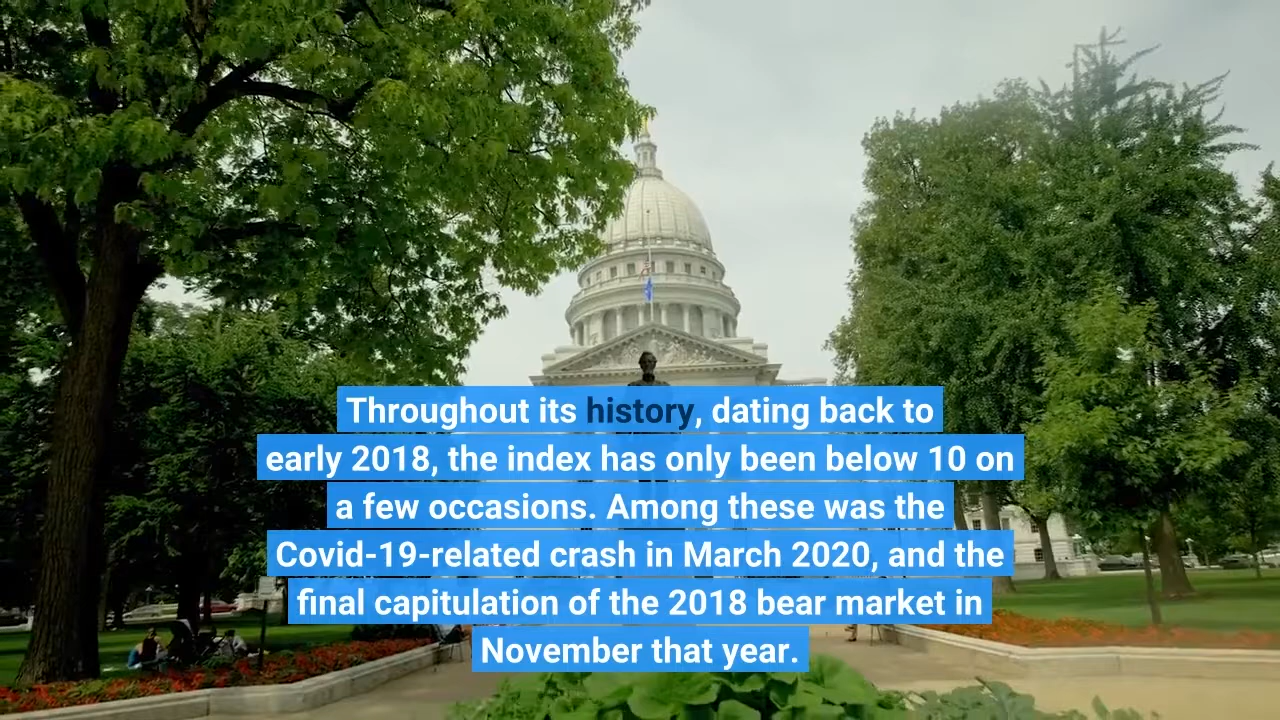 Throughout its history, dating back to
early 2018, the index has only been below 10 on
a few occasions. Among these was the
Covid-19-related crash in March 2020, and the
final capitulation of the 2018 bear market in
November that year.